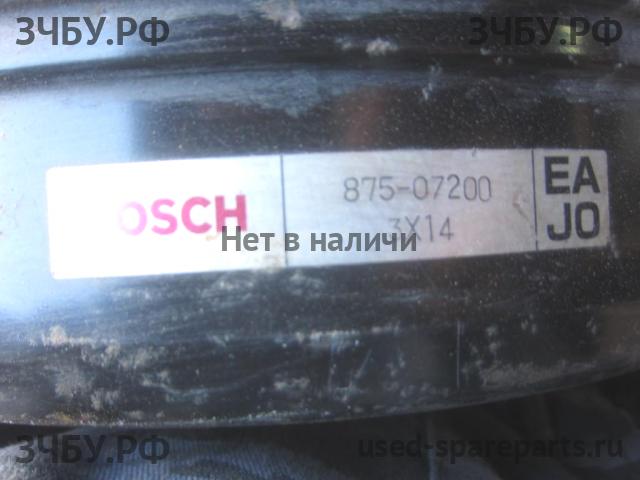 ЗЧБУ.РФ
ЗЧБУ.РФ
OSCH
875-07200
3X14
EA
JO
Нет в наличи
ЗЧБУ.РФ
used-spareparts.ru